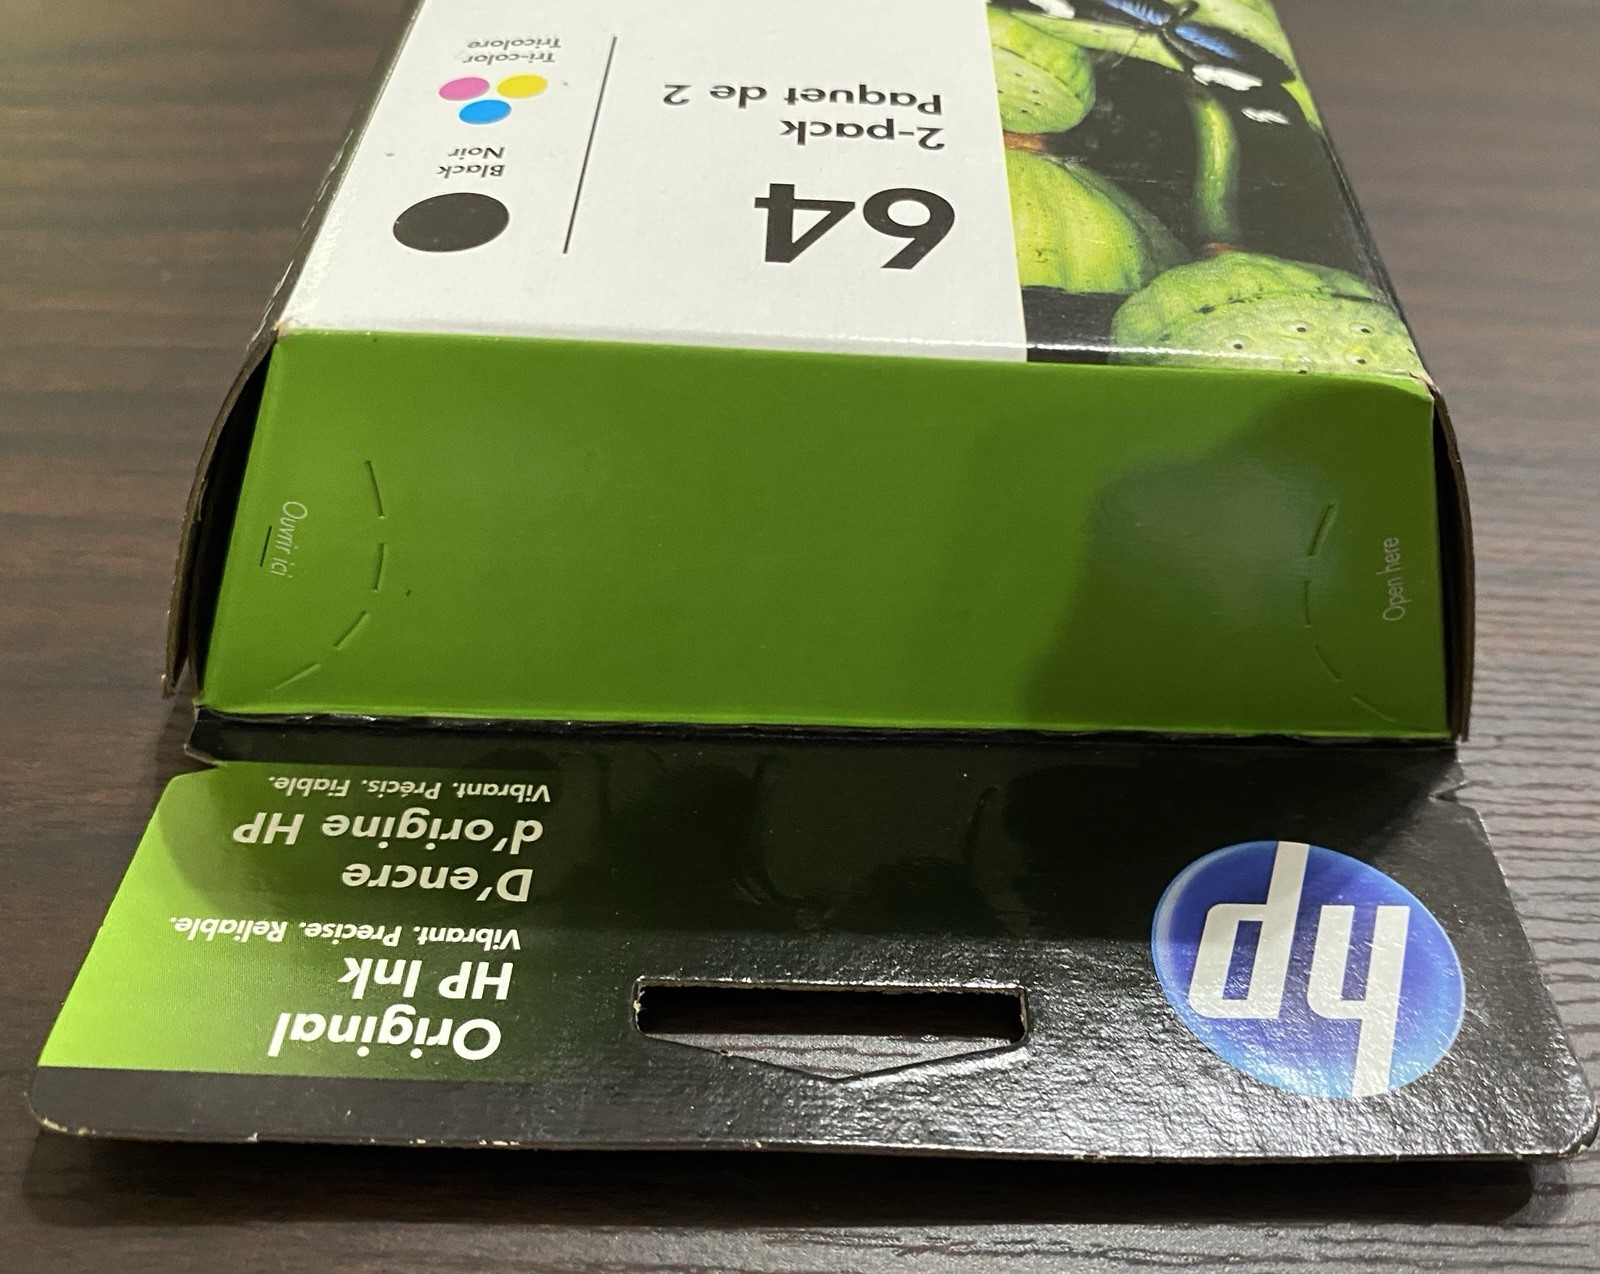 hp
Original
HP Ink
Vibrant. Precise. Reliable.
D'encre
d'origine HP
Vibrant. Précis. Fiable.
Open here
Ouvrir ici
64
2-pack
Paquet de 2
Black
Noir
Tri-color
Tricolore